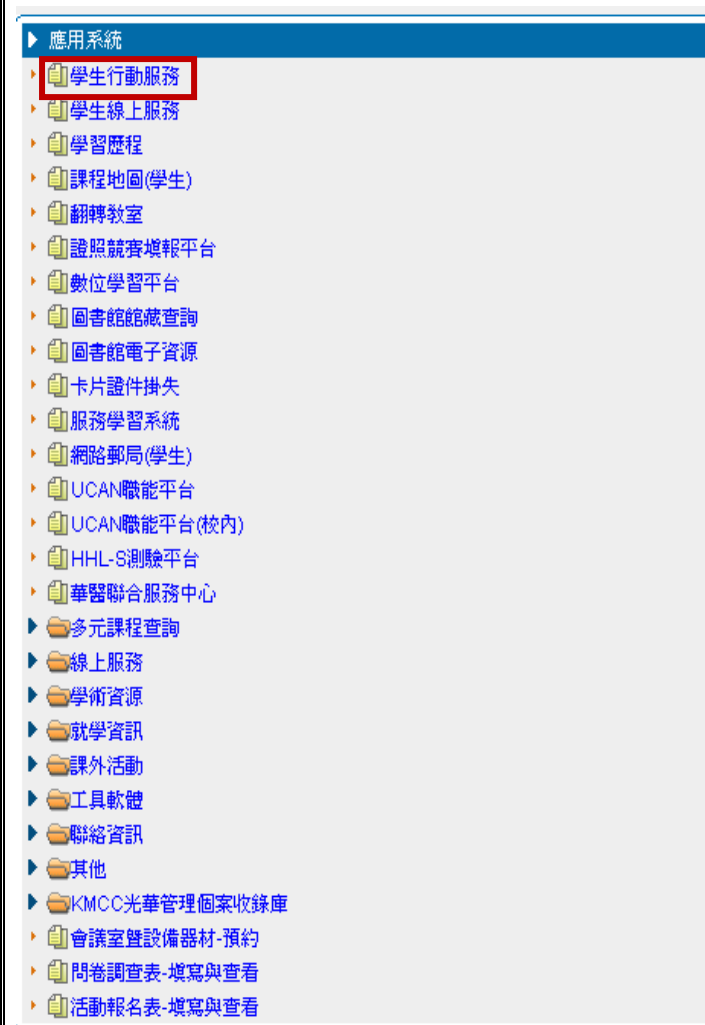 應用系統
學生行動服務
學生線上服務
學習歷程
課程地圖(學生)
翻轉教室
證照競賽填報平台
數位學習平台
圖書館館藏查詢
圖書館電子資源
卡片證件掛失
服務學習系統
網路郵局(學生)
UCAN職能平台
UCAN職能平台(校內)
HHL-S測驗平台
華醫聯合服務中心
多元課程查詢
線上服務
學術資源
就學資訊
課外活動
工具軟體
聯絡資訊
其他
KMCC光華管理個案收錄庫
會議室暨設備器材-預約
問卷調查表-填寫與查看
活動報名表-填寫與查看